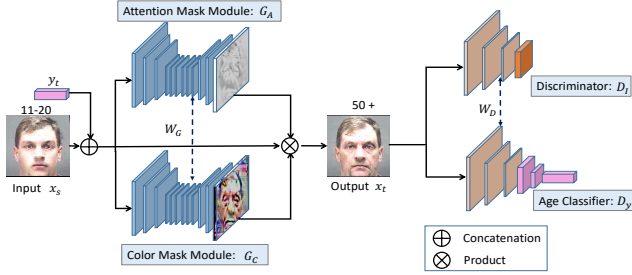 Attention Mask Module: G_A
y_t
11-20
Input x_s
W_G
Color Mask Module: G_C
50 +
Output x_t
W_D
Discriminator: D_I
Age Classifier: D_y
Concatenation
Product